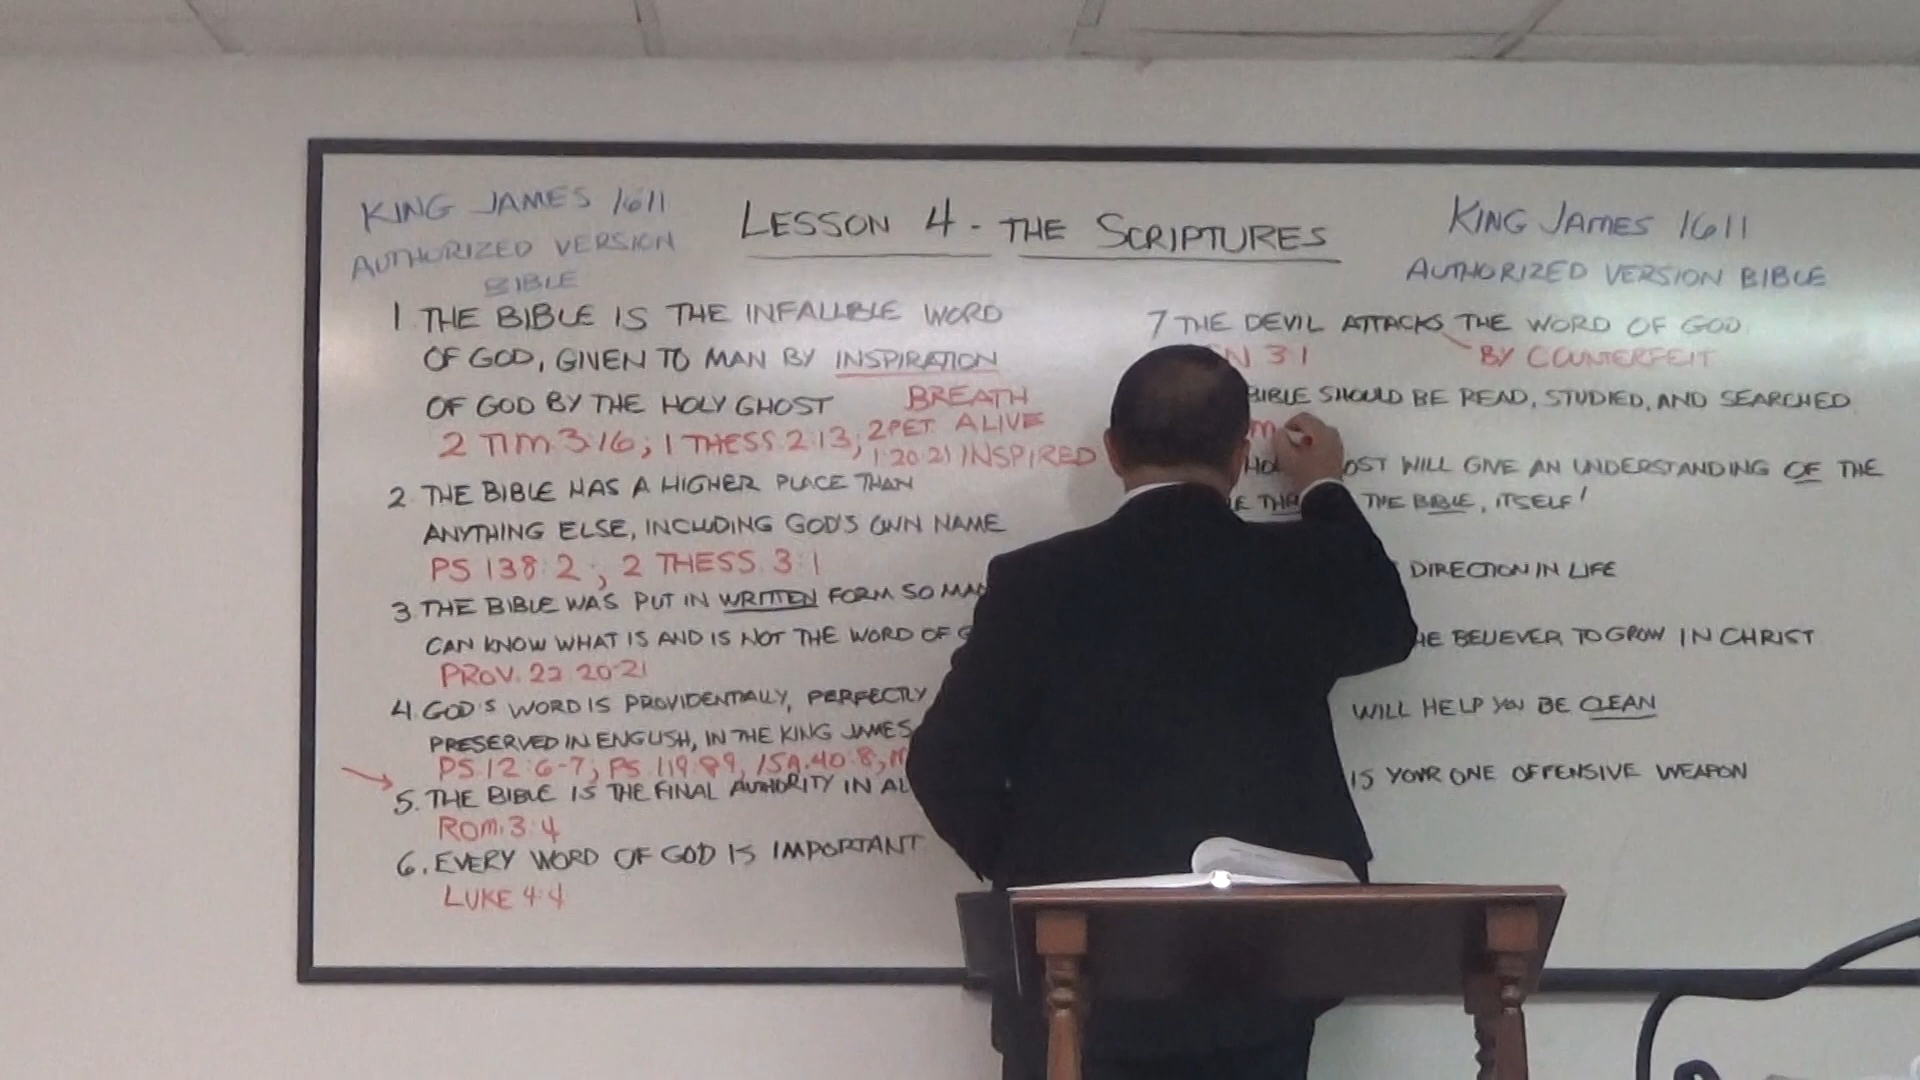 KING JAMES 1611
AUTHORIZED VERSION
BIBLE
LESSON 4 - THE SCRIPTURES
KING JAMES 1611
AUTHORIZED VERSION BIBLE
1 THE BIBLE IS THE INFALLIBLE WORD
OF GOD, GIVEN TO MAN BY INSPIRATION
OF GOD BY THE HOLY GHOST
BREATH
ALIVE
INSPIRED
2 TIM 3:16; 1 THESS. 2:13; 2 PET.
1:20-21
2. THE BIBLE HAS A HIGHER PLACE THAN
ANYTHING ELSE, INCLUDING GOD'S OWN NAME
PS 138:2; 2 THESS. 3:1
3. THE BIBLE WAS PUT IN WRITTEN FORM SO
CAN KNOW WHAT IS AND IS NOT THE WORD OF
PROV. 22 20-21
4. GOD'S WORD IS PROVIDENTIALLY, PERFECTLY
PRESERVED IN ENGLISH, IN THE KING JAMES
PS. 12:6-7; PS. 119:89, ISA. 40:8;
5. THE BIBLE IS THE FINAL AUTHORITY IN
ROM. 3:4
6. EVERY WORD OF GOD IS IMPORTANT
LUKE 4:4
7 THE DEVIL ATTACKS THE WORD OF GOD.
3:1
BY COUNTERFEIT
BIBLE SHOULD BE READ, STUDIED, AND SEARCHED
WILL GIVE AN UNDERSTANDING OF THE
THE BIBLE, ITSELF!
DIRECTION IN LIFE
BELIEVER TO GROW IN CHRIST
WILL HELP YOU BE CLEAN
IS YOUR ONE OFFENSIVE WEAPON